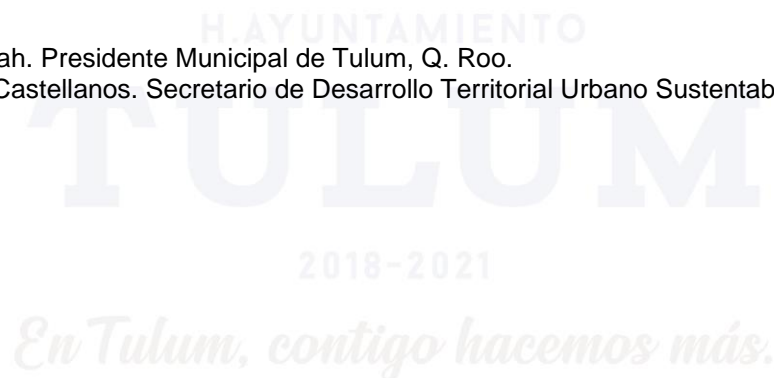 H.AYUNTAMIENTO
ah. Presidente Municipal de Tulum, Q. Roo.
Castellanos. Secretario de Desarrollo Territorial Urbano Sustentab
TULUM
2018-2021
En Tulum, contigo hacemos más.